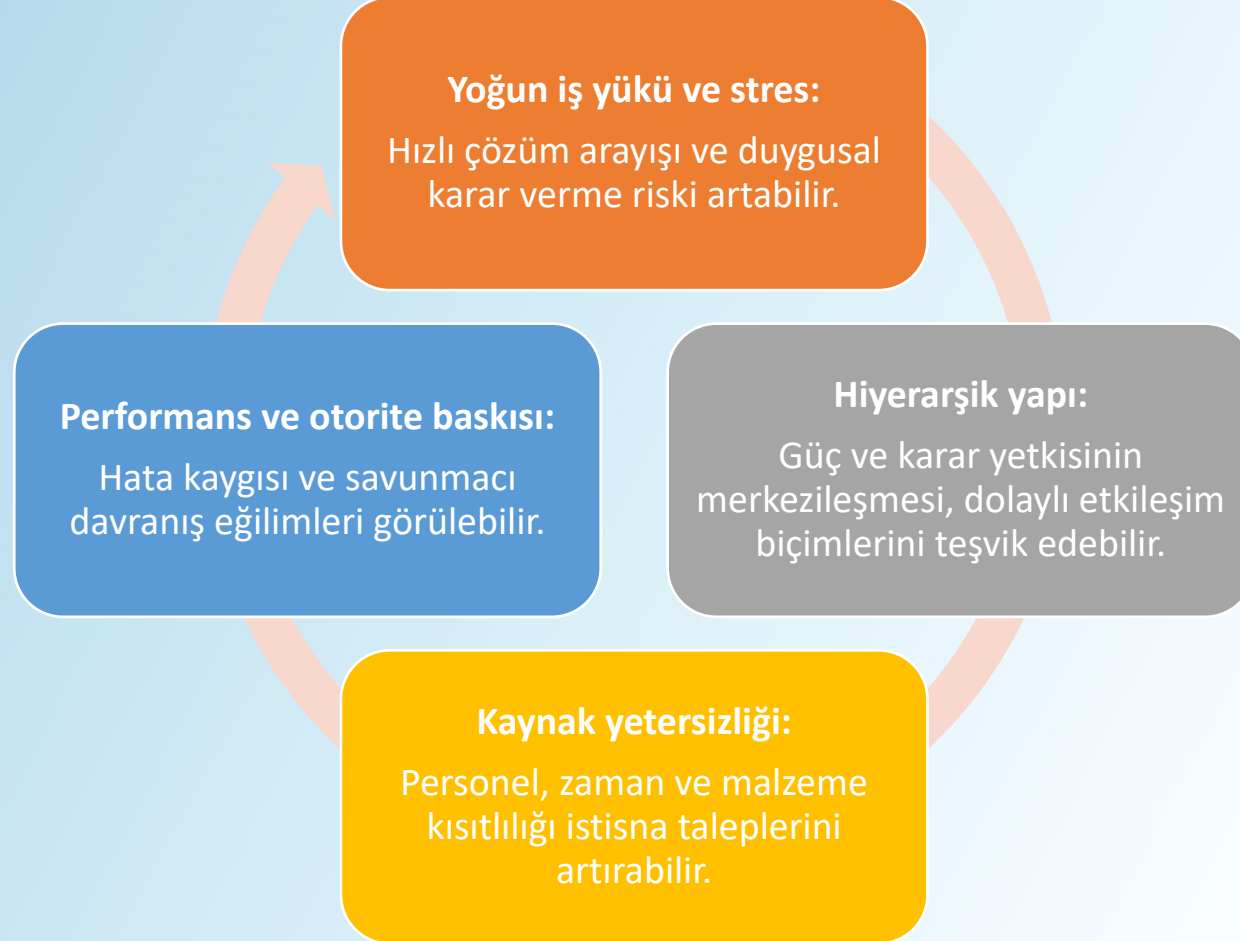 Yoğun iş yükü ve stres:
Hızlı çözüm arayışı ve duygusal
karar verme riski artabilir.
Performans ve otorite baskısı:
Hata kaygısı ve savunmacı
davranış eğilimleri görülebilir.
Hiyerarşik yapı:
Güç ve karar yetkisinin
merkezileşmesi, dolaylı etkileşim
biçimlerini teşvik edebilir.
Kaynak yetersizliği:
Personel, zaman ve malzeme
kısıtlılığı istisna taleplerini
artırabilir.